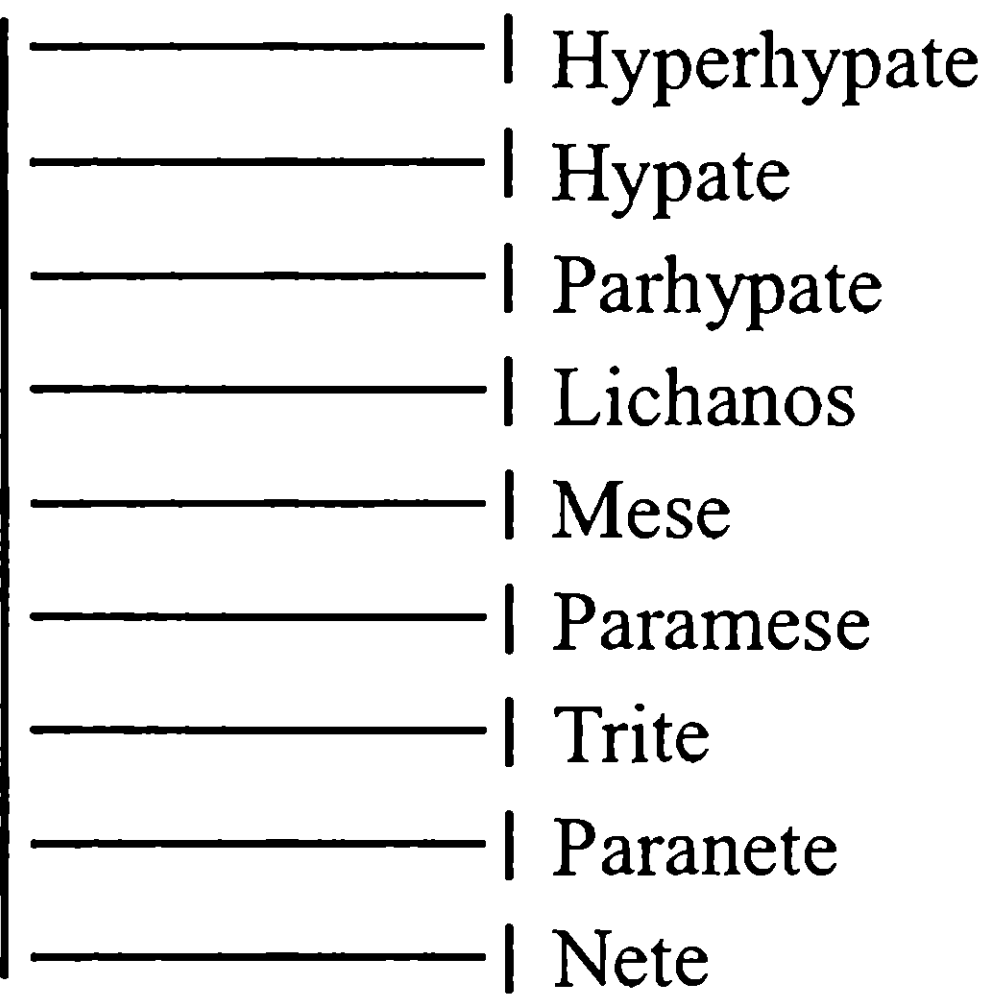 Hyperhypate
Hypate
Parhypate
Lichanos
Mese
Paramese
Trite
Paranete
Nete